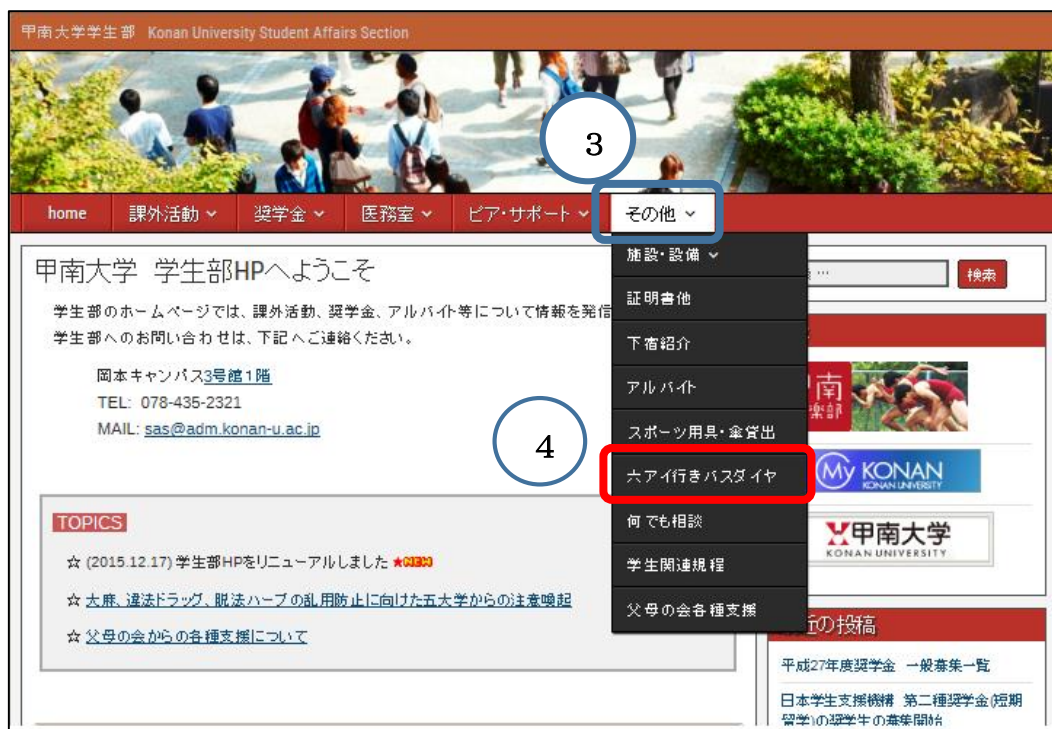 甲南大学学生部 Konan University Student Affairs Section
③
home 課外活動 奨学金 医務室 ピア・サポート その他
施設・設備
証明書他
下宿紹介
アルバイト
スポーツ用具・傘貸出
④
六アイ行きバスダイヤ
何でも相談
学生関連規程
父母の会各種支援
甲南大学 学生部HPへようこそ
学生部のホームページでは、課外活動、奨学金、アルバイト等について情報を発信
学生部へのお問い合わせは、下記へご連絡ください。
岡本キャンパス3号館1階
TEL: 078-435-2321
MAIL: sas@adm.konan-u.ac.jp
TOPICS
☆ (2015.12.17) 学生部HPをリニューアルしました ★NEW
☆ 大麻、違法ドラッグ、脱法ハーブの乱用防止に向けた五大学からの注意喚起
☆ 父母の会からの各種支援について
… 検索
南
My KONAN
KONAN UNIVERSITY
甲南大学
KONAN UNIVERSITY
近の投稿
平成27年度奨学金 一般募集一覧
日本学生支援機構 第二種奨学金(短期
留学)の奨学生の募集開始